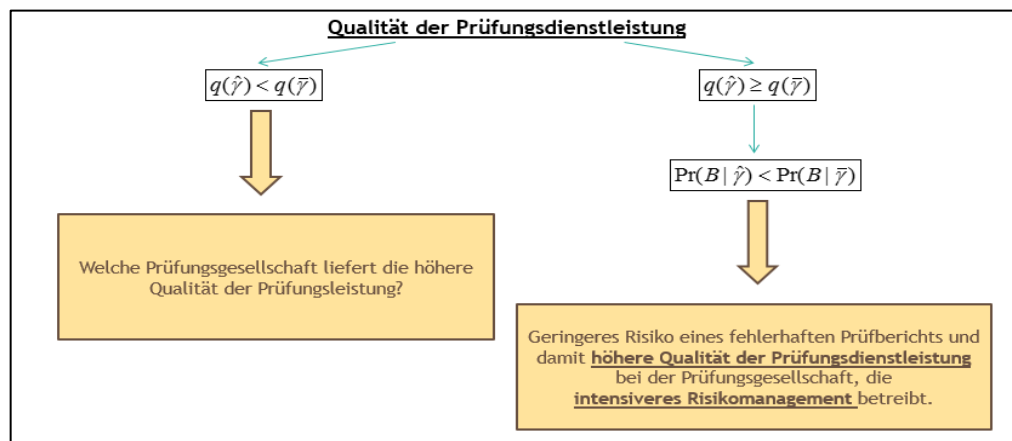 Qualität der Prüfungsdienstleistung
q(γ̂) < q(γ̄)
q(γ̂) ≥ q(γ̄)
Pr(B | γ̂) < Pr(B | γ̄)
Welche Prüfungsgesellschaft liefert die höhere
Qualität der Prüfungsleistung?
Geringeres Risiko eines fehlerhaften Prüfberichts und
damit höhere Qualität der Prüfungsdienstleistung
bei der Prüfungsgesellschaft, die
intensiveres Risikomanagement betreibt.